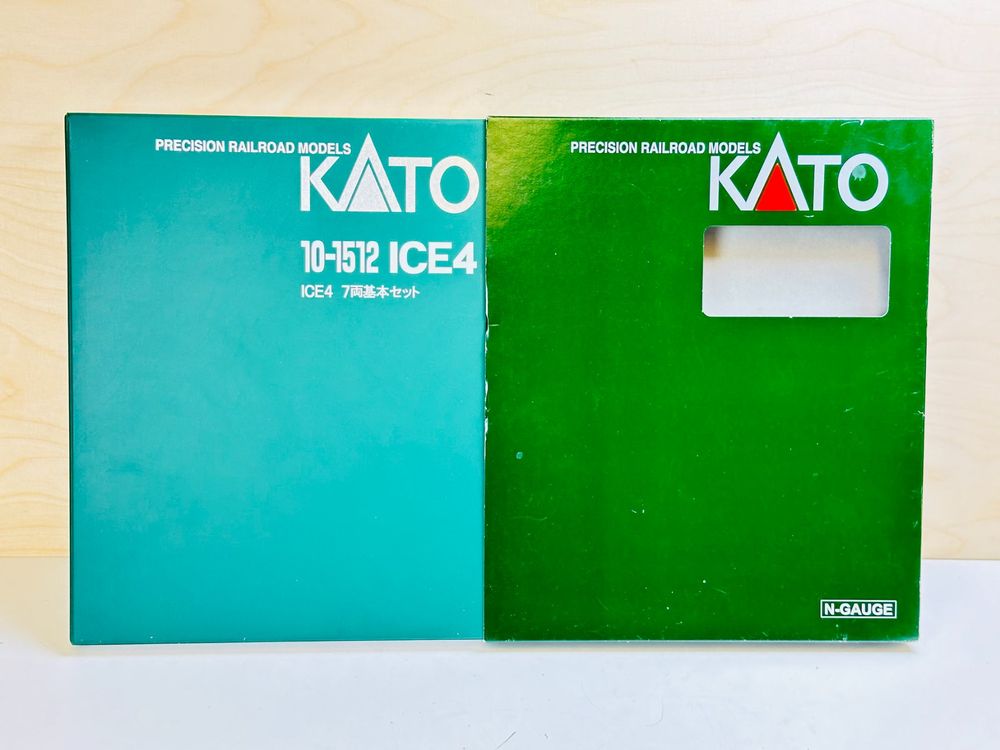 PRECISION RAILROAD MODELS
KATO
10-1512 ICE4
ICE4 7両基本セット
PRECISION RAILROAD MODELS
KATO
N-GAUGE